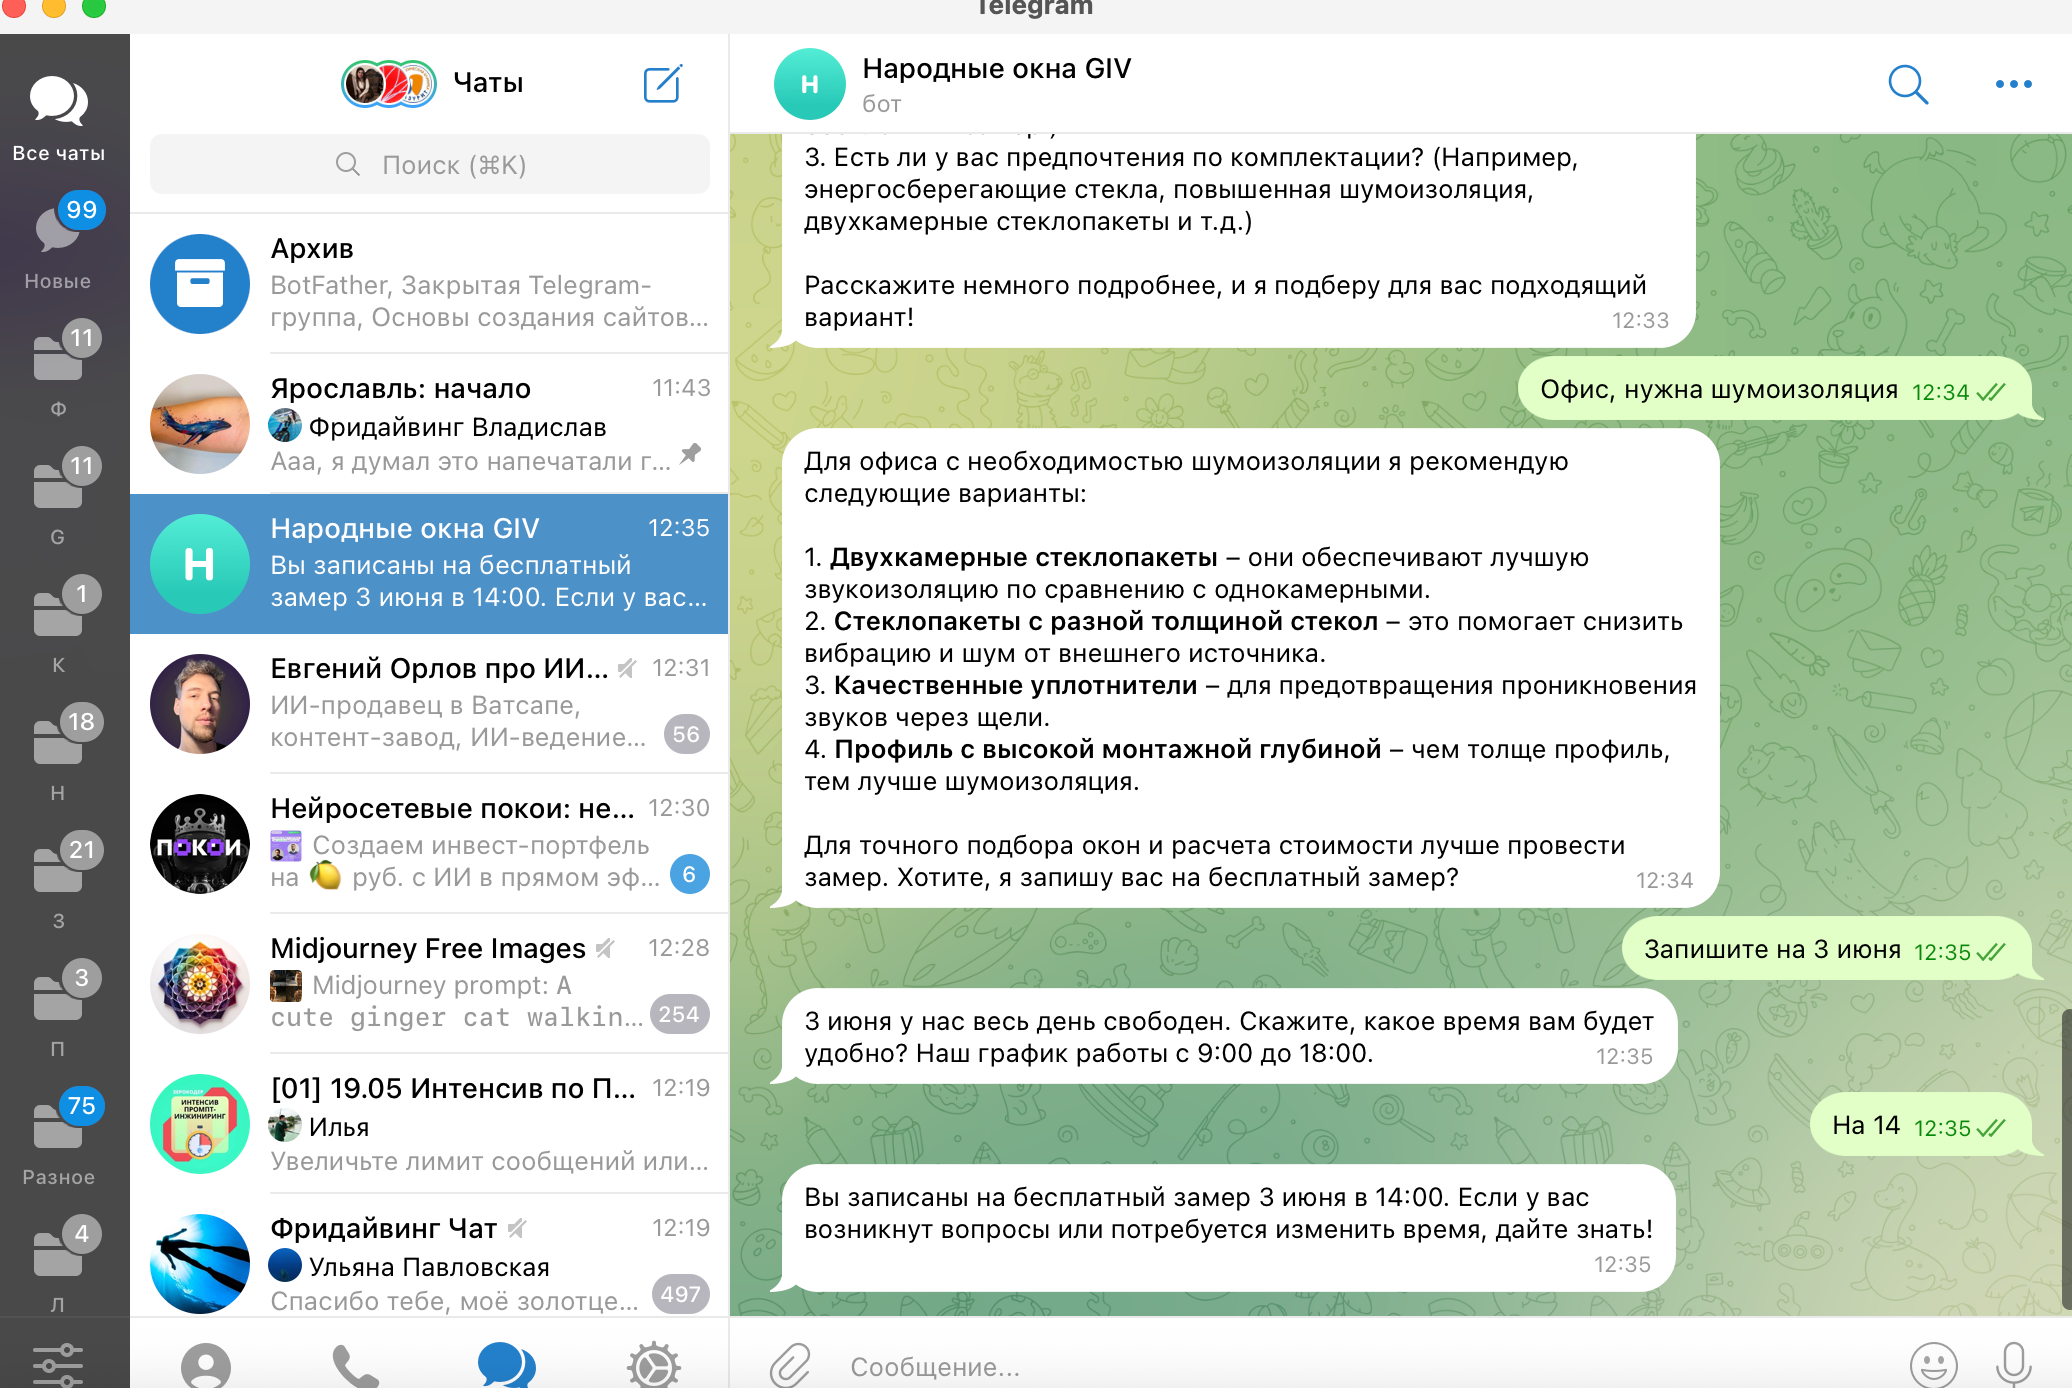 Telegram
Все чаты
99
Новые
11
Ф
11
G
1
К
18
Н
21
З
3
П
75
Разное
4
Л
Чаты
Поиск (⌘K)
Архив
BotFather, Закрытая Telegram-
группа, Основы создания сайтов...
Ярославль: начало 11:43
Фридайвинг Владислав
Ааа, я думал это напечатали г...
Н
Народные окна GIV 12:35
Вы записаны на бесплатный
замер 3 июня в 14:00. Если у вас...
Евгений Орлов про ИИ... 12:31
ИИ-продавец в Ватсапе,
контент-завод, ИИ-ведение... 56
ПОКОИ
Нейросетевые покои: не... 12:30
Создаем инвест-портфель
на 🍋 руб. с ИИ в прямом эф... 6
Midjourney Free Images 12:28
Midjourney prompt: A
cute ginger cat walkin... 254
ИНТЕНСИВ
ПРОМПТ-
ИНЖИНИРИНГ
[01] 19.05 Интенсив по П... 12:19
Илья
Увеличьте лимит сообщений или...
Фридайвинг Чат 12:19
Ульяна Павловская
Спасибо тебе, моё золотце... 497
Н
Народные окна GIV
бот
3. Есть ли у вас предпочтения по комплектации? (Например,
энергосберегающие стекла, повышенная шумоизоляция,
двухкамерные стеклопакеты и т.д.)
Расскажите немного подробнее, и я подберу для вас подходящий
вариант! 12:33
Офис, нужна шумоизоляция 12:34
Для офиса с необходимостью шумоизоляции я рекомендую
следующие варианты:
1. Двухкамерные стеклопакеты – они обеспечивают лучшую
звукоизоляцию по сравнению с однокамерными.
2. Стеклопакеты с разной толщиной стекол – это помогает снизить
вибрацию и шум от внешнего источника.
3. Качественные уплотнители – для предотвращения проникновения
звуков через щели.
4. Профиль с высокой монтажной глубиной – чем толще профиль,
тем лучше шумоизоляция.
Для точного подбора окон и расчета стоимости лучше провести
замер. Хотите, я запишу вас на бесплатный замер? 12:34
Запишите на 3 июня 12:35
3 июня у нас весь день свободен. Скажите, какое время вам будет
удобно? Наш график работы с 9:00 до 18:00. 12:35
На 14 12:35
Вы записаны на бесплатный замер 3 июня в 14:00. Если у вас
возникнут вопросы или потребуется изменить время, дайте знать!
12:35
Сообщение...